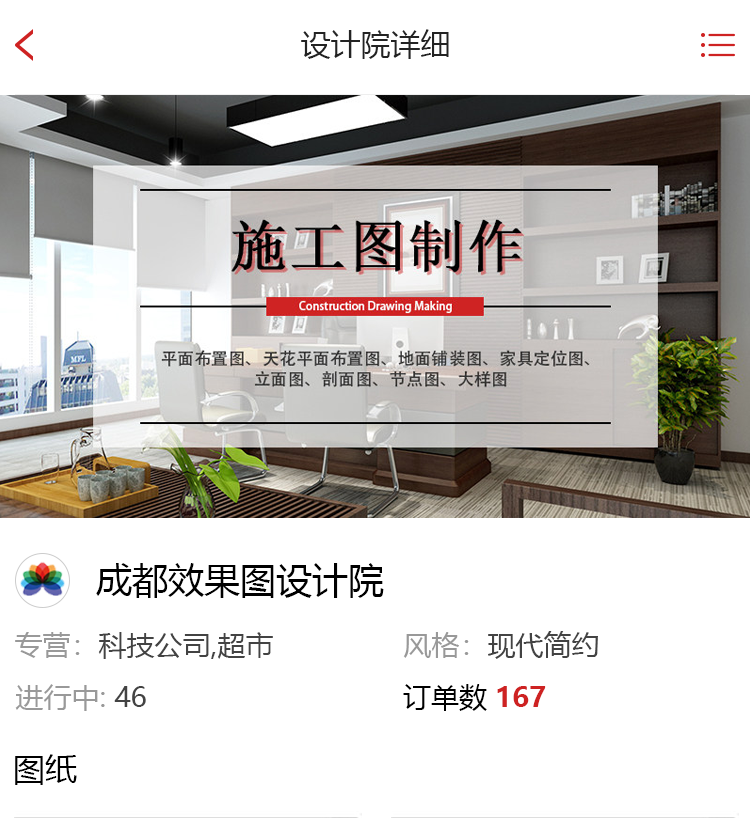 设计院详细
施工图制作
Construction Drawing Making
平面布置图、天花平面布置图、地面铺装图、家具定位图、
立面图、剖面图、节点图、大样图
MPL
成都效果图设计院
专营：科技公司,超市 风格：现代简约
进行中: 46 订单数 167
图纸